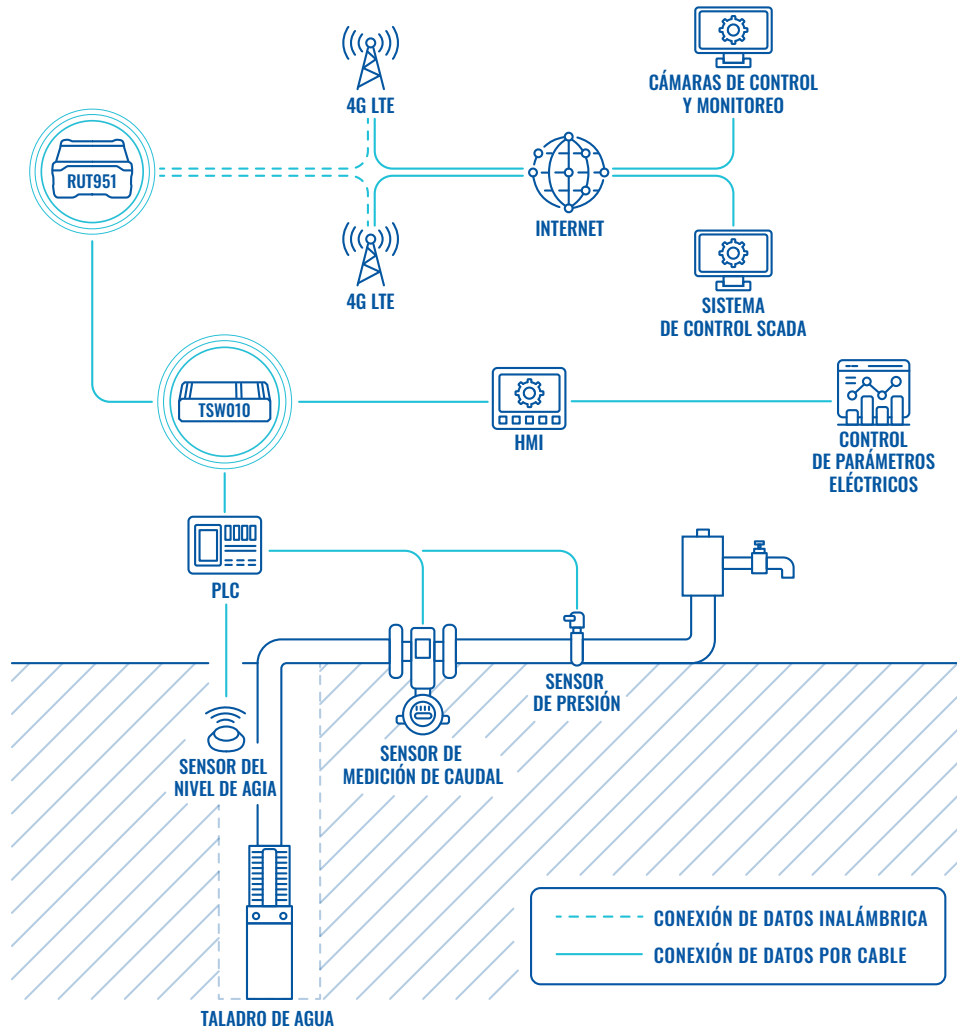 4G LTE
CÁMARAS DE CONTROL
Y MONITOREO
RUT951
INTERNET
4G LTE
SISTEMA
DE CONTROL SCADA
TSW010
HMI
CONTROL
DE PARÁMETROS
ELÉCTRICOS
PLC
SENSOR
DE PRESIÓN
SENSOR DEL
NIVEL DE AGIA
SENSOR DE
MEDICIÓN DE CAUDAL
CONEXIÓN DE DATOS INALÁMBRICA
CONEXIÓN DE DATOS POR CABLE
TALADRO DE AGUA